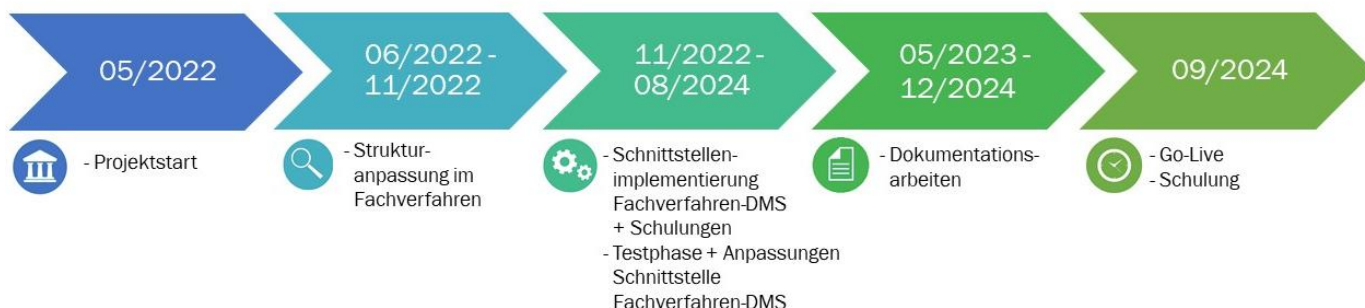 05/2022
- Projektstart
06/2022 -
11/2022
- Struktur-
anpassung im
Fachverfahren
11/2022 -
08/2024
- Schnittstellen-
implementierung
Fachverfahren-DMS
+ Schulungen
- Testphase + Anpassungen
Schnittstelle
Fachverfahren-DMS
05/2023 -
12/2024
- Dokumentations-
arbeiten
09/2024
- Go-Live
- Schulung